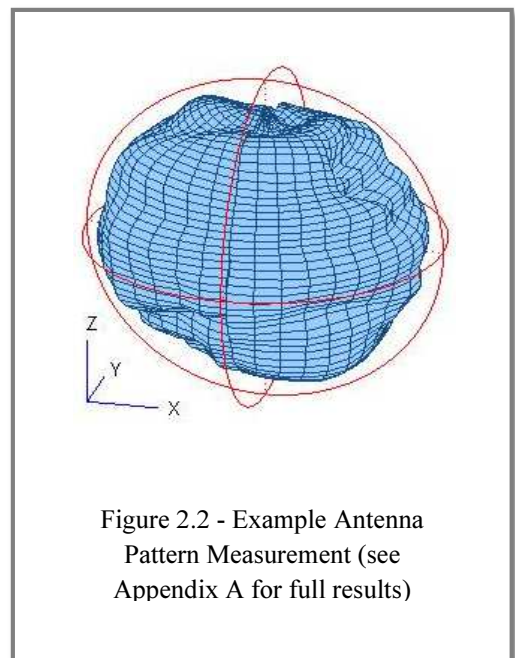 Z
Y
X
Figure 2.2 - Example Antenna
Pattern Measurement (see
Appendix A for full results)